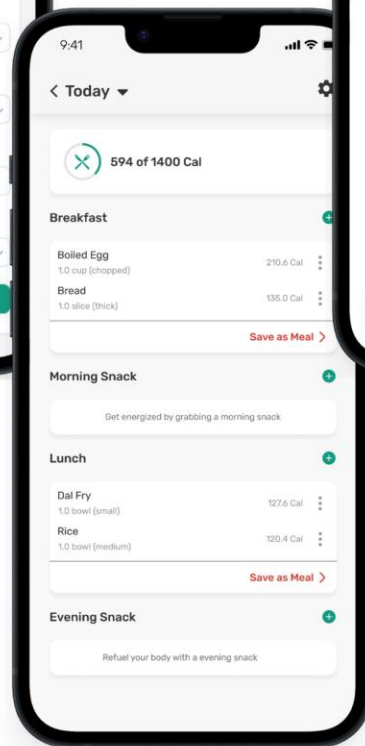 9:41
Today
594 of 1400 Cal
Breakfast
Boiled Egg
1.0 cup (chopped)
210.6 Cal
Bread
1.0 slice (thick)
135.0 Cal
Save as Meal
Morning Snack
Get energized by grabbing a morning snack
Lunch
Dal Fry
1.0 bowl (small)
127.6 Cal
Rice
1.0 bowl (medium)
120.4 Cal
Save as Meal
Evening Snack
Refuel your body with a evening snack